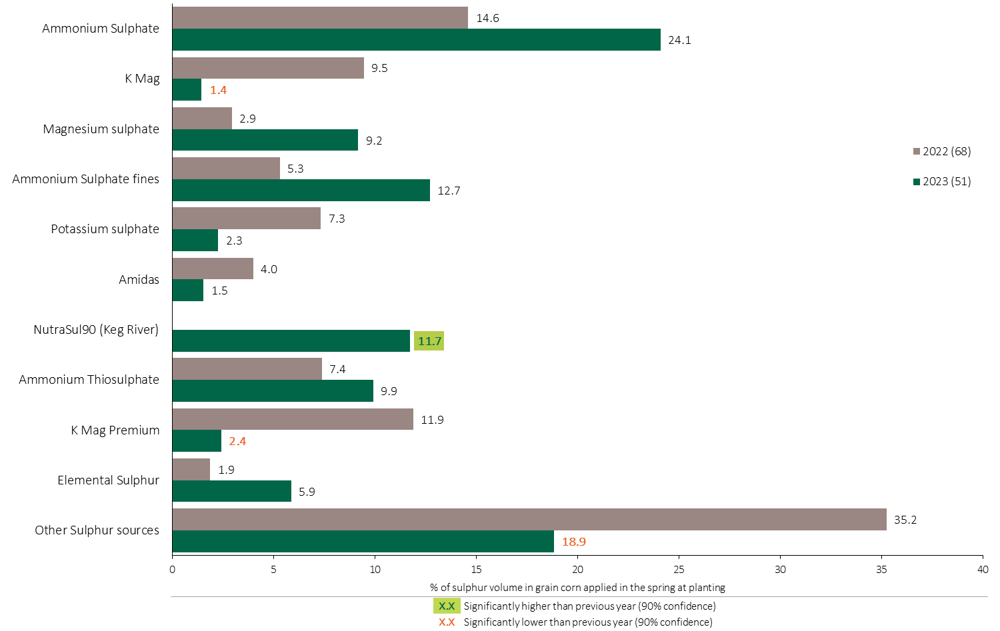 Ammonium Sulphate
14.6
24.1
K Mag
9.5
1.4
Magnesium sulphate
2.9
9.2
Ammonium Sulphate fines
5.3
12.7
Potassium sulphate
7.3
2.3
Amidas
4.0
1.5
NutraSul90 (Keg River)
11.7
Ammonium Thiosulphate
7.4
9.9
K Mag Premium
11.9
2.4
Elemental Sulphur
1.9
5.9
Other Sulphur sources
35.2
18.9
2022 (68)
2023 (51)
0 5 10 15 20 25 30 35 40
% of sulphur volume in grain corn applied in the spring at planting
X.X Significantly higher than previous year (90% confidence)
X.X Significantly lower than previous year (90% confidence)